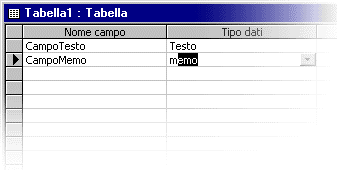 Tabella1 : Tabella
Nome campo Tipo dati
CampoTesto Testo
CampoMemo memo